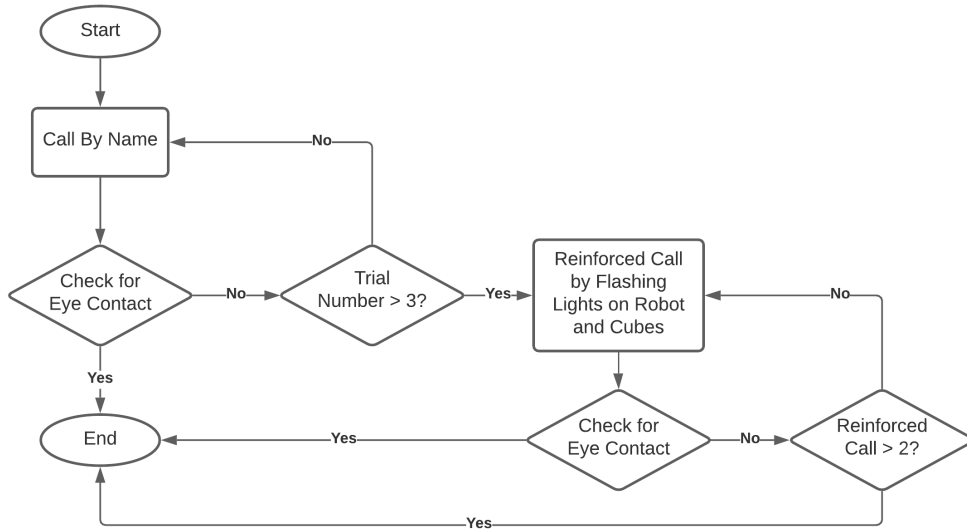 Start
Call By Name
No
Check for
Eye Contact
No
Trial
Number > 3?
Yes
Reinforced Call
by Flashing
Lights on Robot
and Cubes
No
Yes
End
Yes
Check for
Eye Contact
No
Reinforced
Call > 2?
Yes